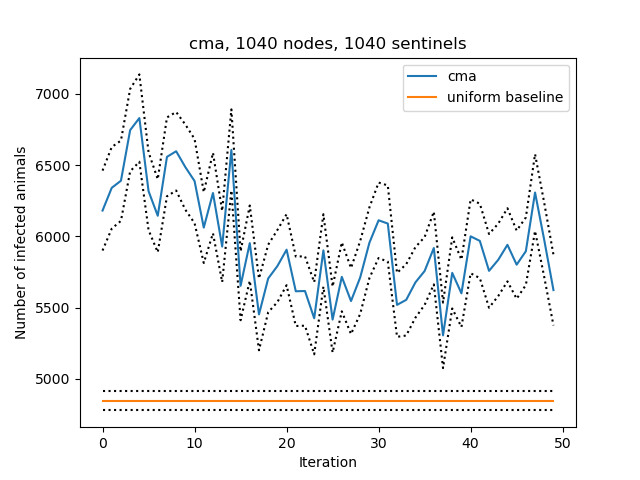 cma, 1040 nodes, 1040 sentinels
cma
uniform baseline
Number of infected animals
7000
6500
6000
5500
5000
0
10
20
30
40
50
Iteration